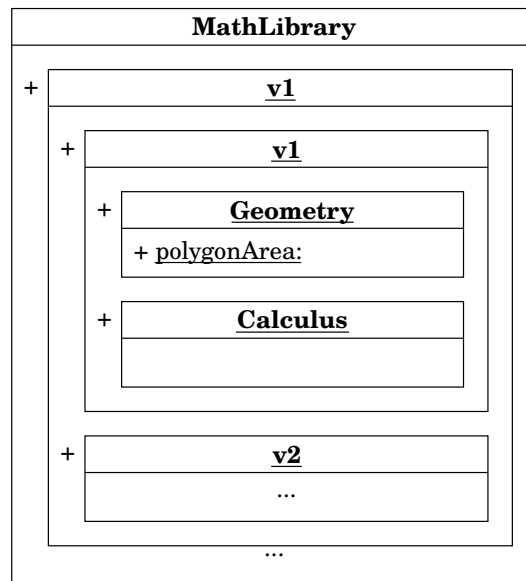 MathLibrary
+ v1
+ v1
+ Geometry
+ polygonArea:
+ Calculus
+ v2
...
...